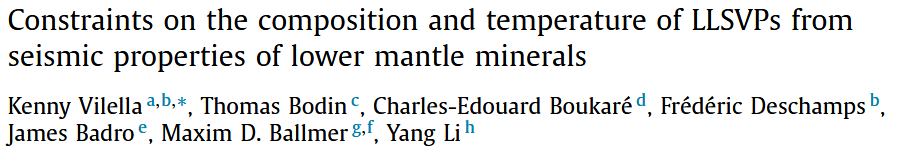 Constraints on the composition and temperature of LLSVPs from
seismic properties of lower mantle minerals
Kenny Vilella a,b,*, Thomas Bodin c, Charles-Edouard Boukaré d, Frédéric Deschamps b,
James Badro e, Maxim D. Ballmer g,f, Yang Li h